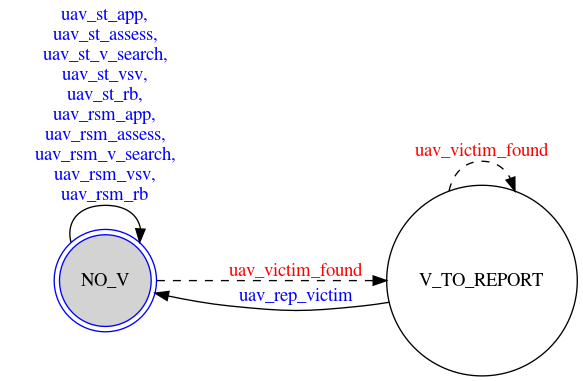 uav_st_app,
uav_st_assess,
uav_st_v_search,
uav_st_vsv,
uav_st_rb,
uav_rsm_app,
uav_rsm_assess,
uav_rsm_v_search,
uav_rsm_vsv,
uav_rsm_rb
uav_victim_found
NO_V
uav_victim_found
uav_rep_victim
V_TO_REPORT